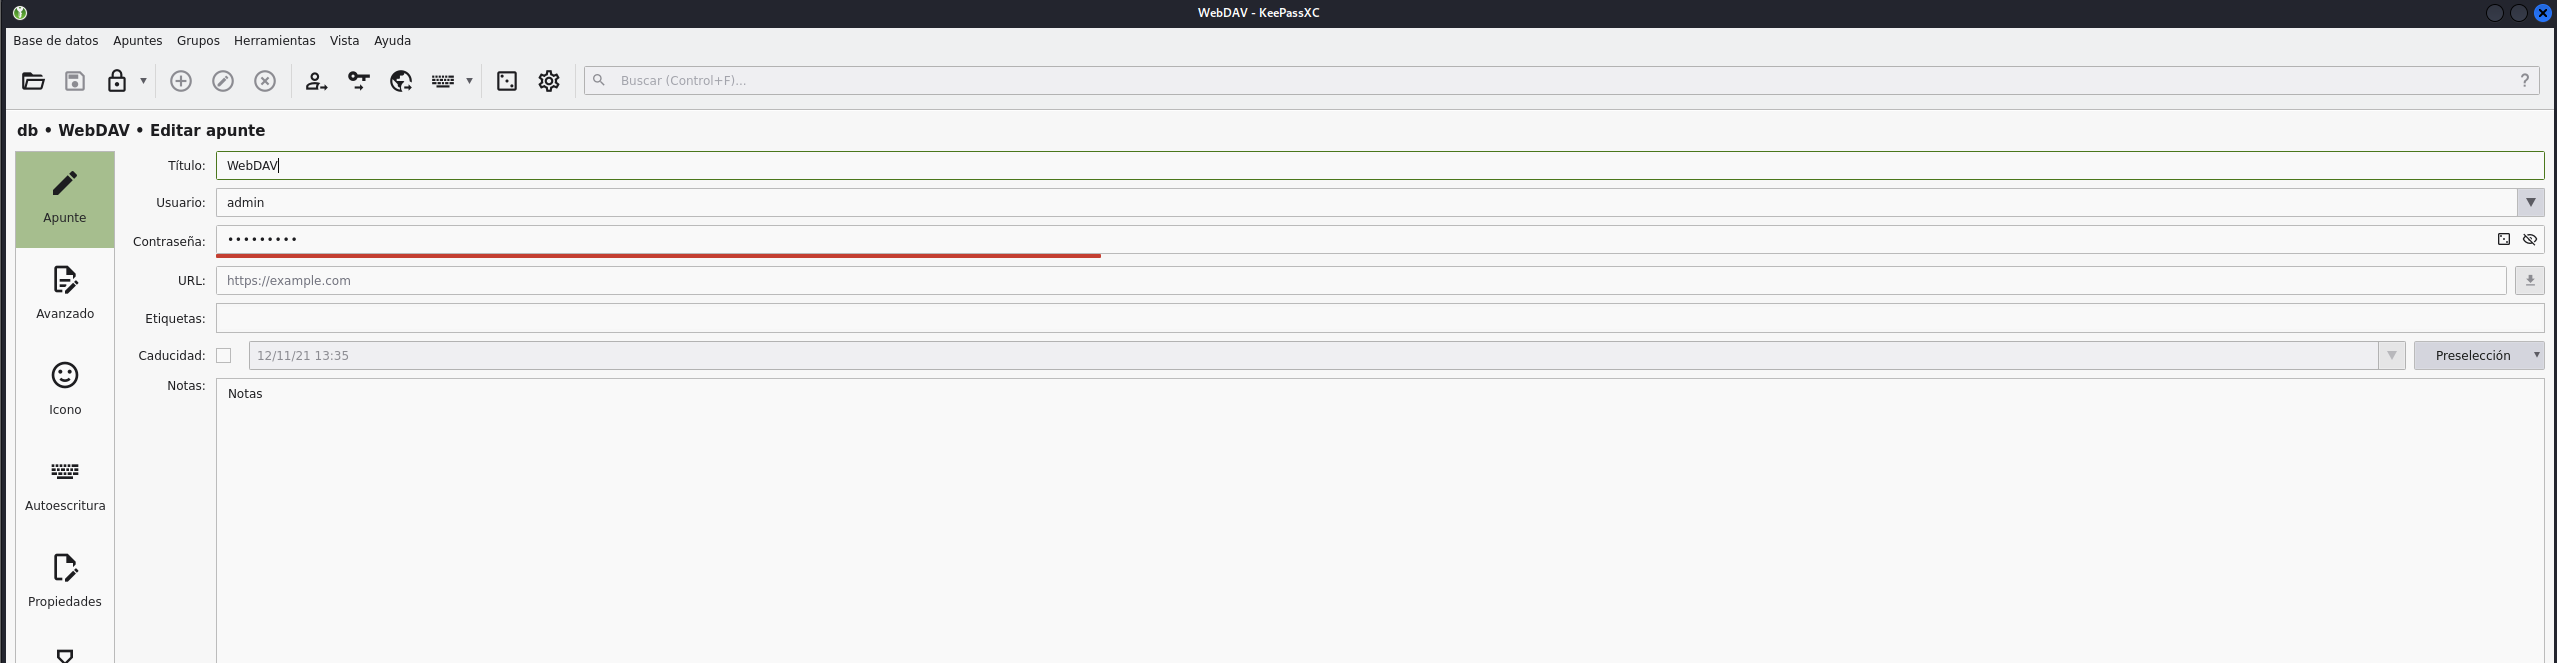 WebDAV - KeePassXC
Base de datos Apuntes Grupos Herramientas Vista Ayuda
Buscar (Control+F)... ?
db • WebDAV • Editar apunte
Apunte
Avanzado
Icono
Autoescritura
Propiedades
Título: WebDAV
Usuario: admin
Contraseña: •••••••••
URL: https://example.com
Etiquetas:
Caducidad: 12/11/21 13:35 Preselección
Notas: Notas